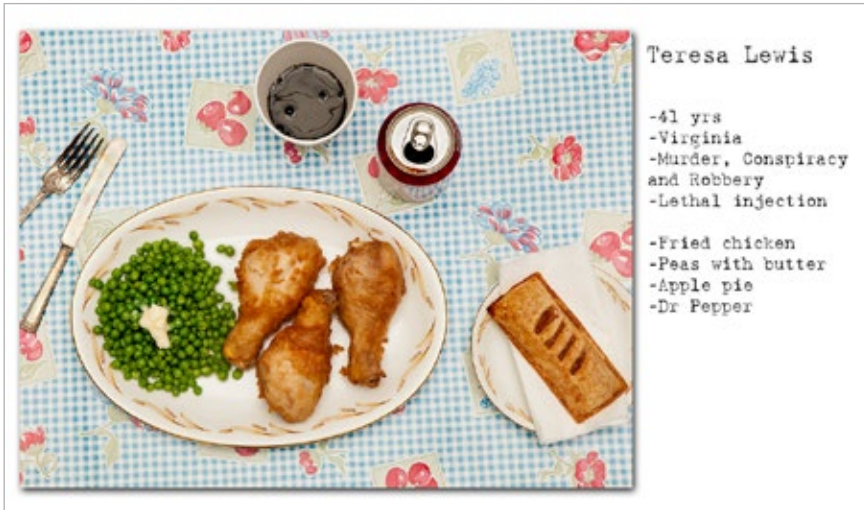 Teresa Lewis
-41 yrs
-Virginia
-Murder, Conspiracy
and Robbery
-Lethal injection
-Fried chicken
-Peas with butter
-Apple pie
-Dr Pepper